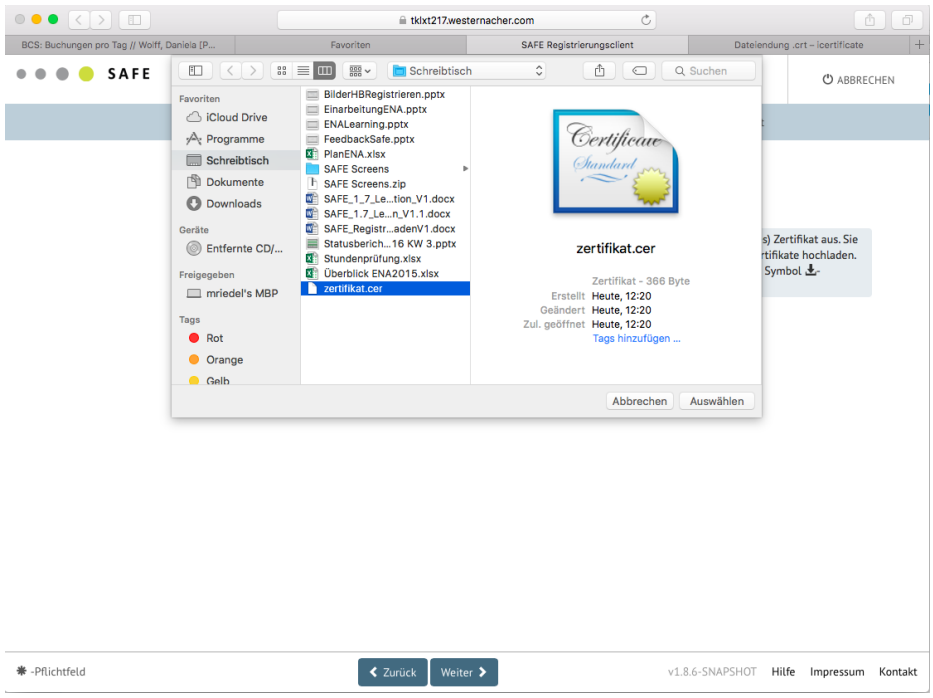 tklxt217.westernacher.com
BCS: Buchungen pro Tag // Wolff, Daniela [P...
Favoriten
SAFE Registrierungsclient
Dateiendung .crt – icertificate
SAFE
ABBRECHEN
Schreibtisch
Suchen
Favoriten
iCloud Drive
Programme
Schreibtisch
Dokumente
Downloads
Geräte
Entfernte CD/...
Freigegeben
mriedel's MBP
Tags
Rot
Orange
Gelb
BilderHBRegistrieren.pptx
EinarbeitungENA.pptx
ENALearning.pptx
FeedbackSafe.pptx
PlanENA.xlsx
SAFE Screens
SAFE Screens.zip
SAFE_1_7_Le...tion_V1.docx
SAFE_1.7_Le...n_V1.1.docx
SAFE_Registr...adenV1.docx
Statusberich...16 KW 3.pptx
Stundenprüfung.xlsx
Überblick ENA2015.xlsx
zertifikat.cer
Certificate
Standard
zertifikat.cer
Zertifikat - 366 Byte
Erstellt Heute, 12:20
Geändert Heute, 12:20
Zul. geöffnet Heute, 12:20
Tags hinzufügen ...
s) Zertifikat aus. Sie
rtifikate hochladen.
Symbol -
Abbrechen
Auswählen
* -Pflichtfeld
Zurück
Weiter
v1.8.6-SNAPSHOT
Hilfe
Impressum
Kontakt